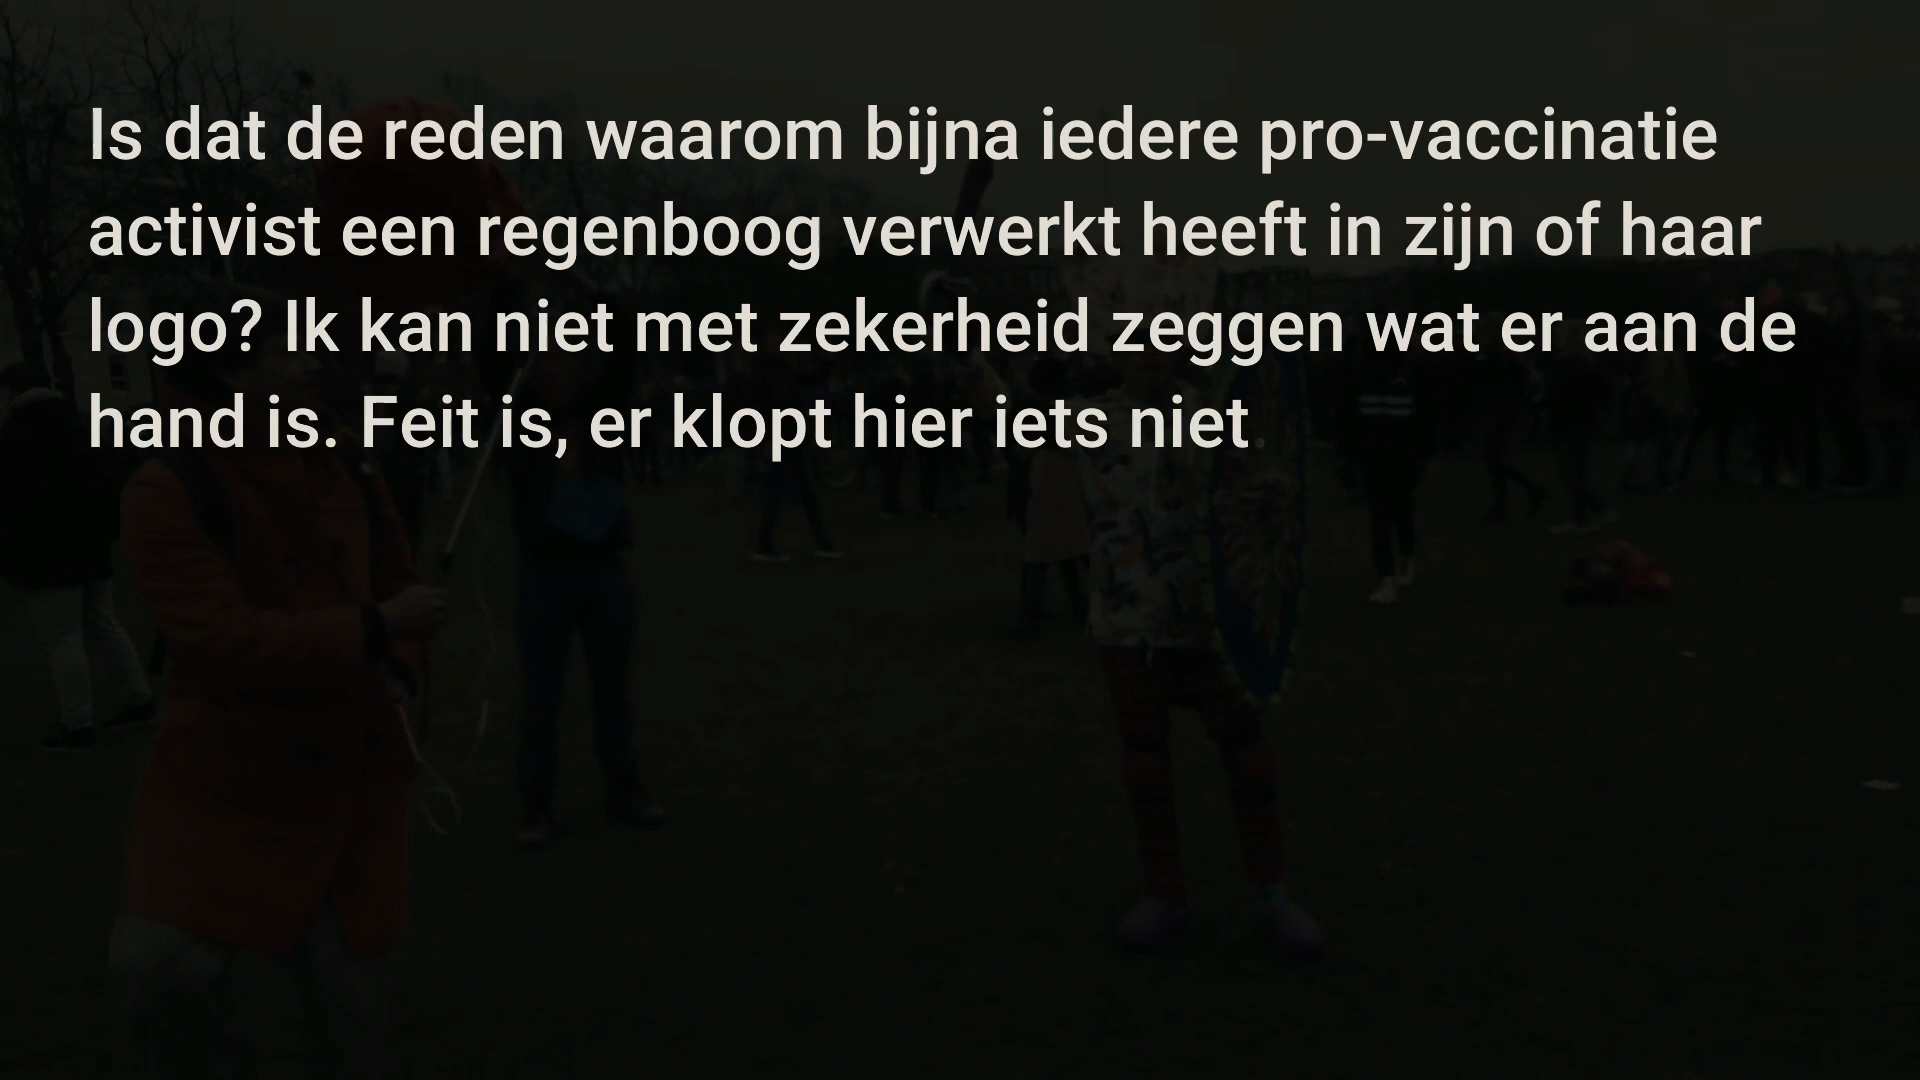 Is dat de reden waarom bijna iedere pro-vaccinatie
activist een regenboog verwerkt heeft in zijn of haar
logo? Ik kan niet met zekerheid zeggen wat er aan de
hand is. Feit is, er klopt hier iets niet.